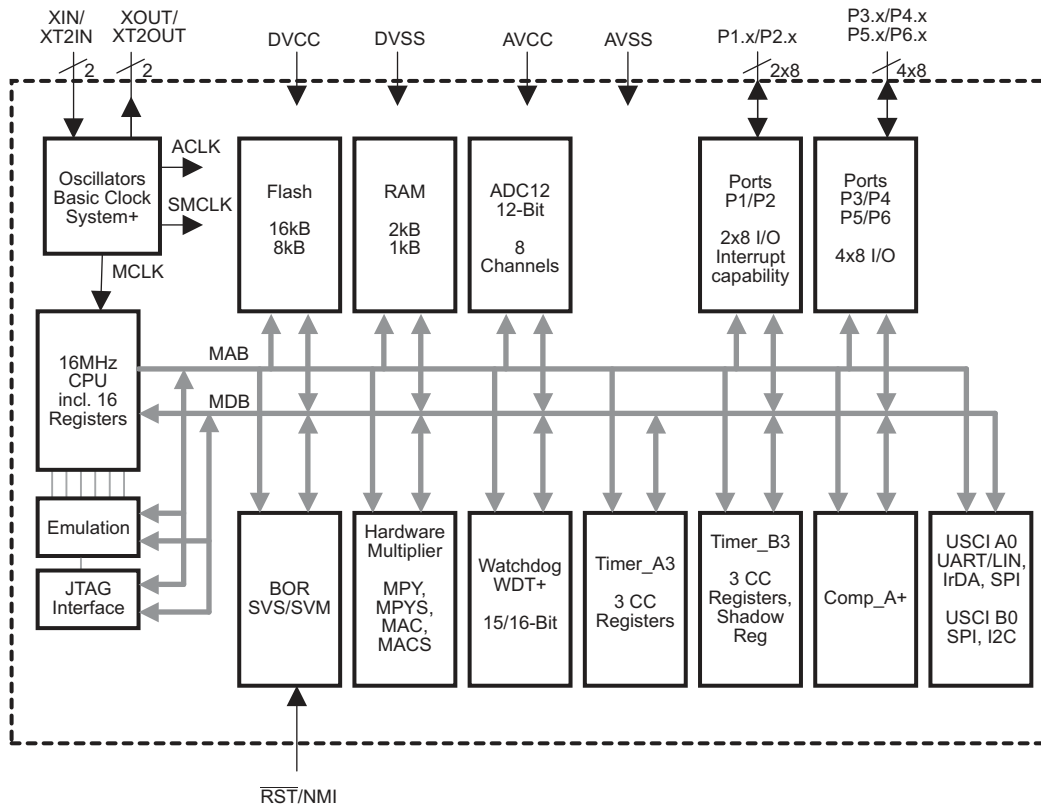 XIN/
XT2IN
XOUT/
XT2OUT
DVCC
DVSS
AVCC
AVSS
P1.x/P2.x
P3.x/P4.x
P5.x/P6.x
2
2
2x8
4x8
Oscillators
Basic Clock
System+
ACLK
SMCLK
MCLK
Flash
16kB
8kB
RAM
2kB
1kB
ADC12
12-Bit
8
Channels
Ports
P1/P2
2x8 I/O
Interrupt
capability
Ports
P3/P4
P5/P6
4x8 I/O
16MHz
CPU
incl. 16
Registers
MAB
MDB
Emulation
JTAG
Interface
BOR
SVS/SVM
Hardware
Multiplier
MPY,
MPYS,
MAC,
MACS
Watchdog
WDT+
15/16-Bit
Timer_A3
3 CC
Registers
Timer_B3
3 CC
Registers,
Shadow
Reg
Comp_A+
USCI A0
UART/LIN,
IrDA, SPI
USCI B0
SPI, I2C
RST/NMI